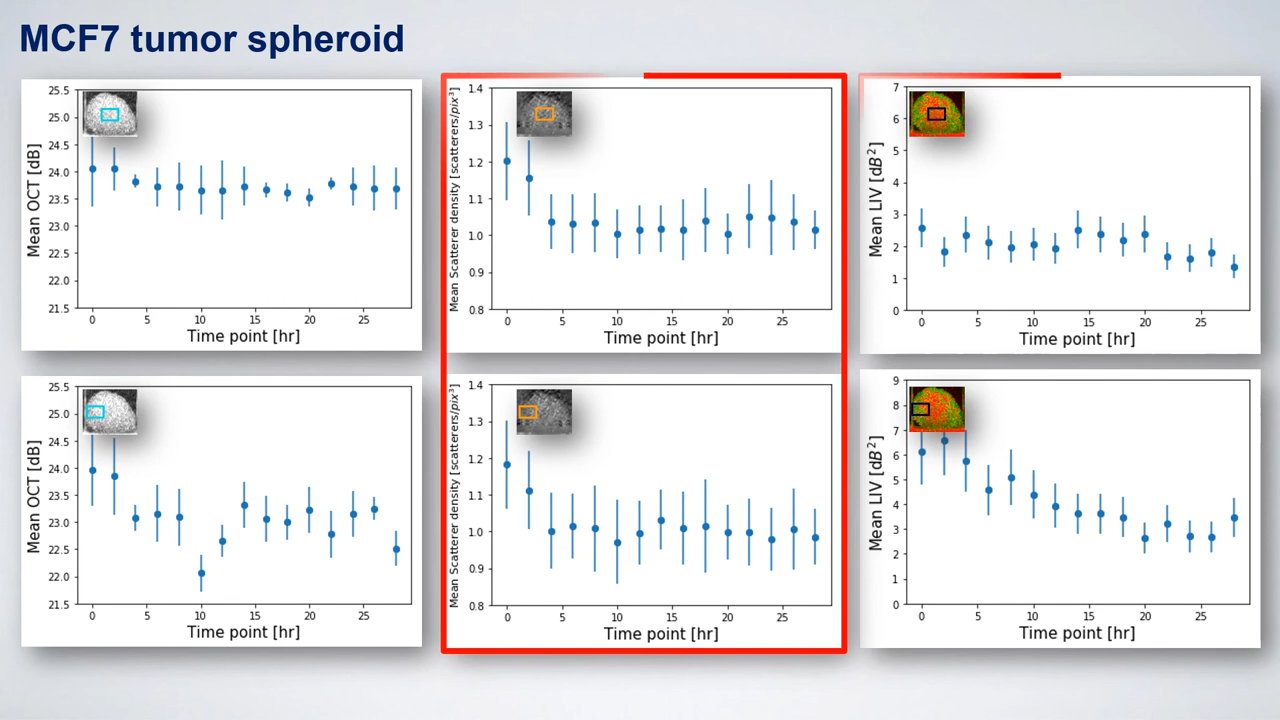 MCF7 tumor spheroid
Mean OCT [dB]
25.5
25.0
24.5
24.0
23.5
23.0
22.5
22.0
21.5
0 5 10 15 20 25
Time point [hr]
Mean Scatterer density [scatterers/pix³]
1.4
1.3
1.2
1.1
1.0
0.9
0.8
0 5 10 15 20 25
Time point [hr]
Mean LIV [dB²]
7
6
5
4
3
2
1
0
0 5 10 15 20 25
Time point [hr]
Mean OCT [dB]
25.5
25.0
24.5
24.0
23.5
23.0
22.5
22.0
21.5
0 5 10 15 20 25
Time point [hr]
Mean Scatterer density [scatterers/pix³]
1.4
1.3
1.2
1.1
1.0
0.9
0.8
0 5 10 15 20 25
Time point [hr]
Mean LIV [dB²]
9
8
7
6
5
4
3
2
1
0
0 5 10 15 20 25
Time point [hr]